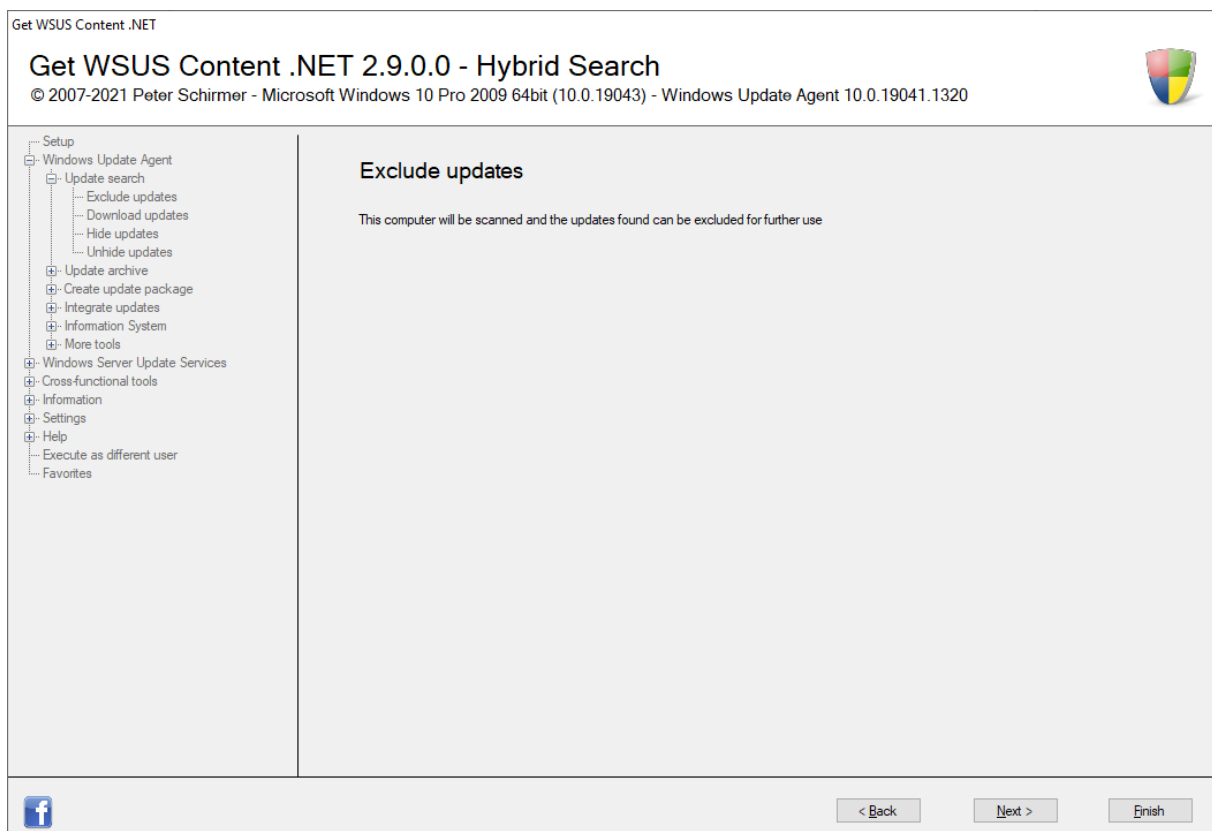 Get WSUS Content .NET
Get WSUS Content .NET 2.9.0.0 - Hybrid Search
© 2007-2021 Peter Schirmer - Microsoft Windows 10 Pro 2009 64bit (10.0.19043) - Windows Update Agent 10.0.19041.1320
Setup
Windows Update Agent
Update search
Exclude updates
Download updates
Hide updates
Unhide updates
Update archive
Create update package
Integrate updates
Information System
More tools
Windows Server Update Services
Cross-functional tools
Information
Settings
Help
Execute as different user
Favorites
Exclude updates
This computer will be scanned and the updates found can be excluded for further use
f
< Back
Next >
Finish